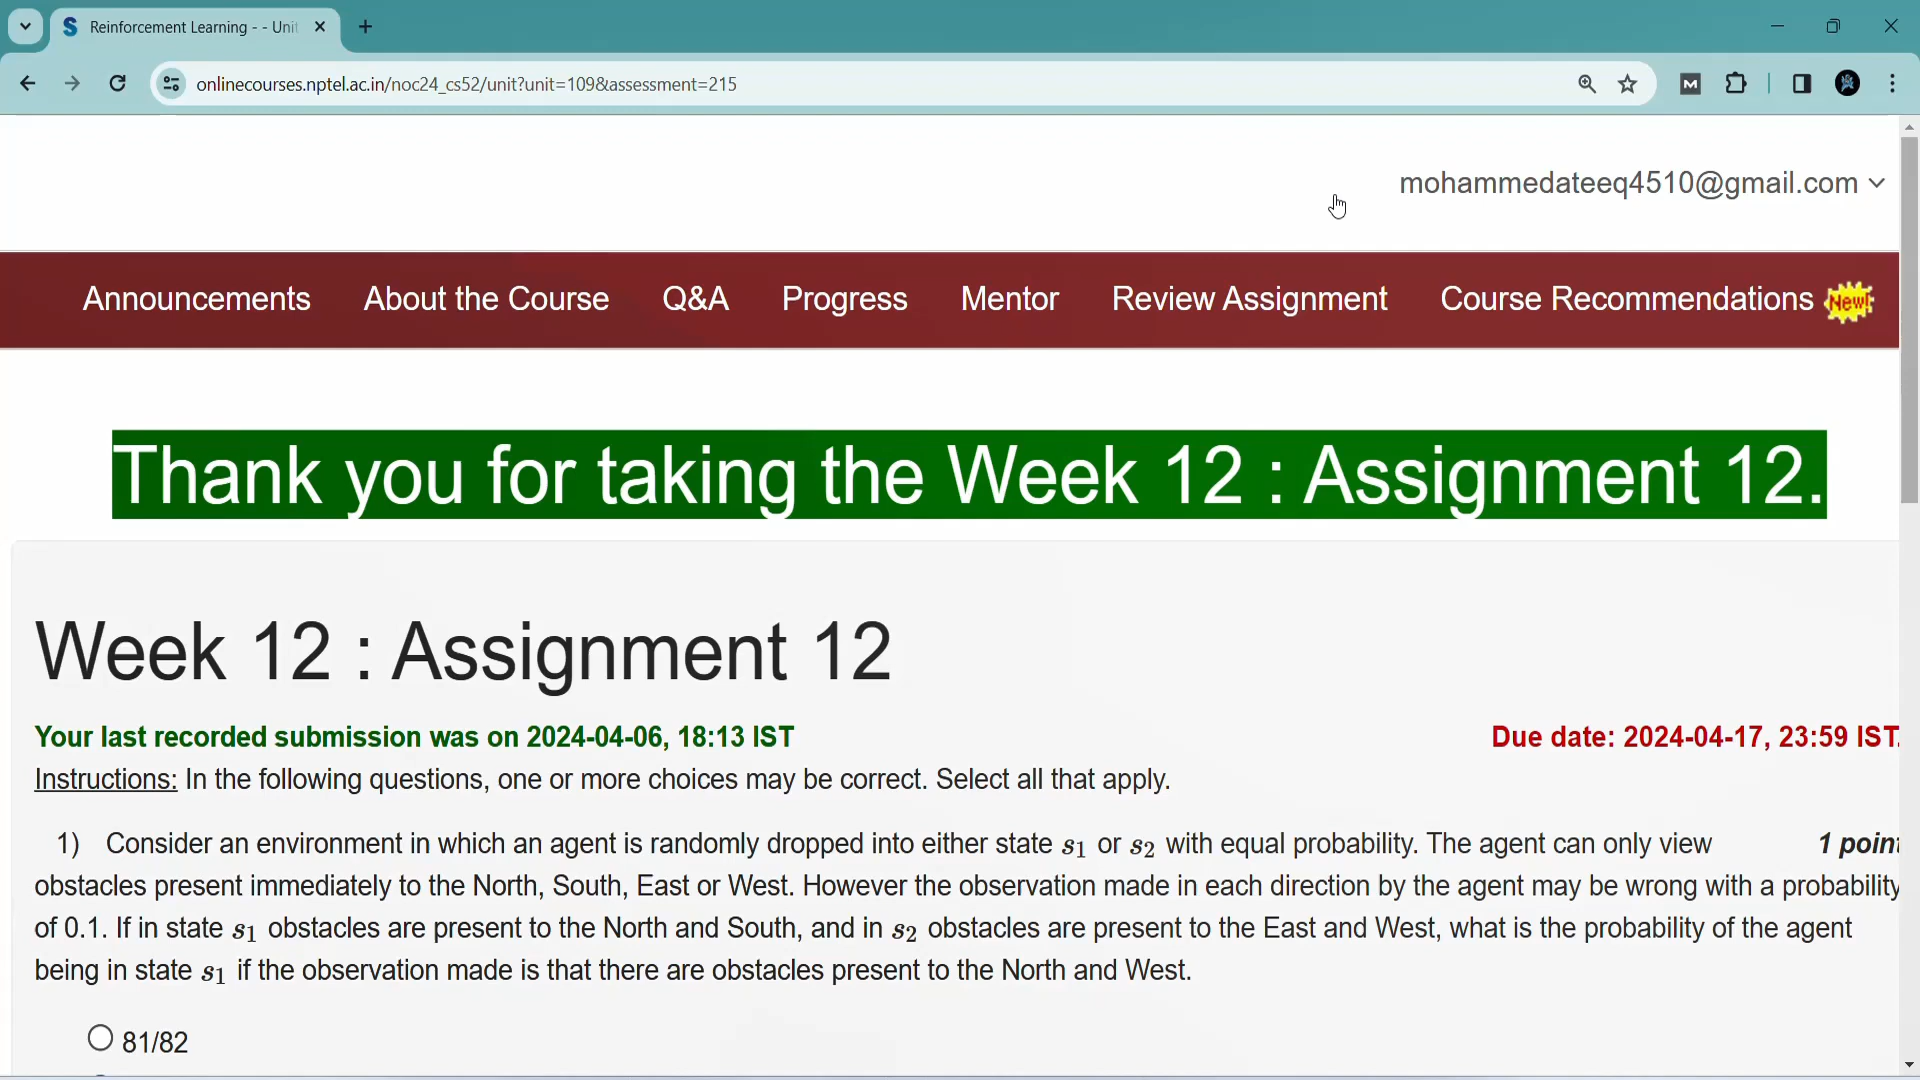 Reinforcement Learning - - Unit
onlinecourses.nptel.ac.in/noc24_cs52/unit?unit=109&assessment=215
mohammedateeq4510@gmail.com
Announcements About the Course Q&A Progress Mentor Review Assignment Course Recommendations New!
Thank you for taking the Week 12 : Assignment 12.
Week 12 : Assignment 12
Your last recorded submission was on 2024-04-06, 18:13 IST Due date: 2024-04-17, 23:59 IST.
Instructions: In the following questions, one or more choices may be correct. Select all that apply.
1) Consider an environment in which an agent is randomly dropped into either state s1 or s2 with equal probability. The agent can only view 1 point
obstacles present immediately to the North, South, East or West. However the observation made in each direction by the agent may be wrong with a probability
of 0.1. If in state s1 obstacles are present to the North and South, and in s2 obstacles are present to the East and West, what is the probability of the agent
being in state s1 if the observation made is that there are obstacles present to the North and West.
81/82